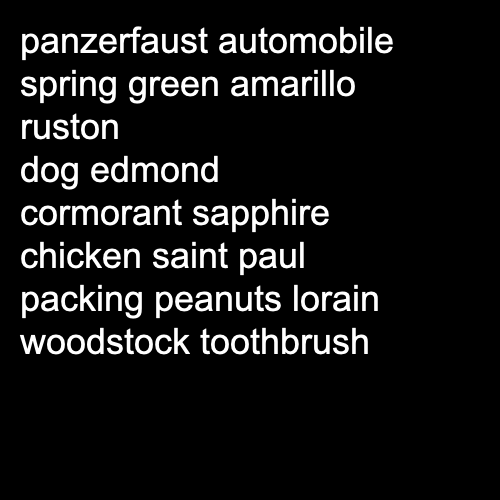 panzerfaust automobile
spring green amarillo
ruston
dog edmond
cormorant sapphire
chicken saint paul
packing peanuts lorain
woodstock toothbrush